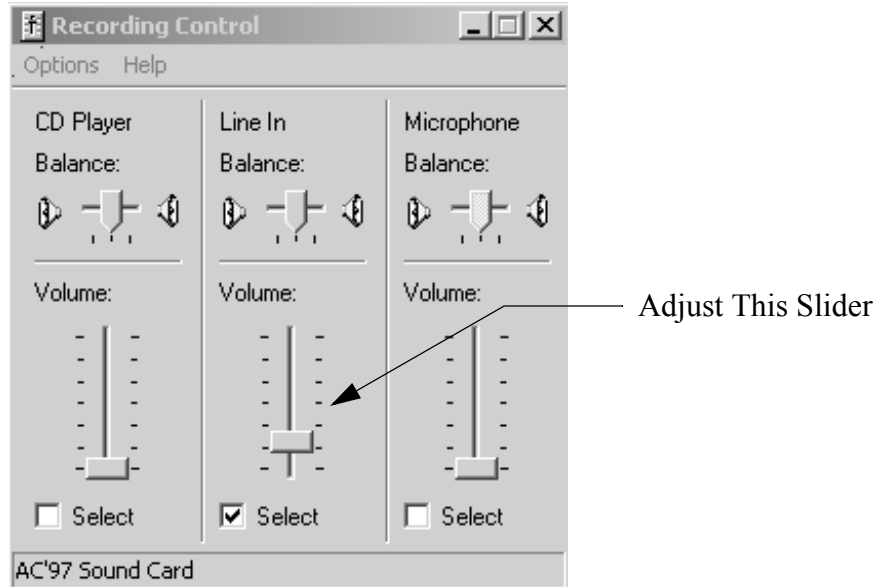 Recording Control
Options Help
CD Player
Balance:
Volume:
Select
Line In
Balance:
Volume:
Select
Microphone
Balance:
Volume:
Select
Adjust This Slider
AC'97 Sound Card